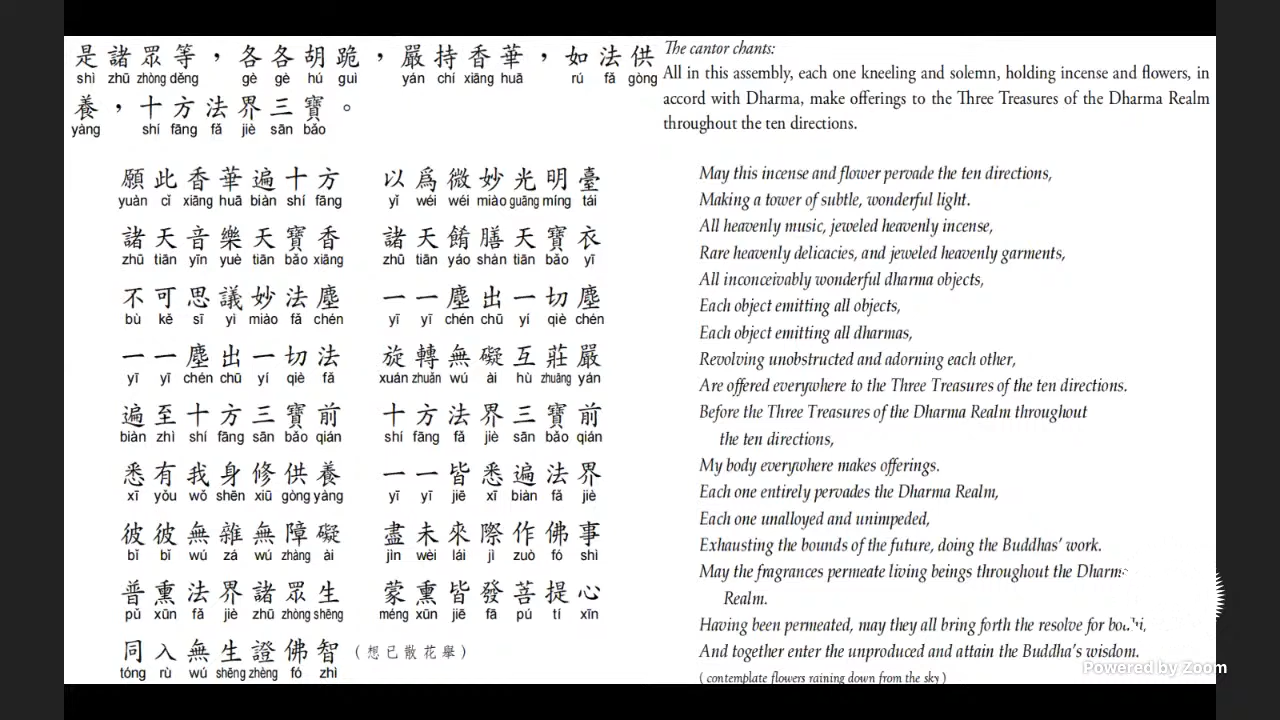 是諸眾等，各各胡跪，嚴持香華，如法供
shì zhū zhòng děng gè gè hú guì yán chí xiāng huā rú fǎ gòng
養，十方法界三寶。
yàng shí fāng fǎ jiè sān bǎo
願此香華遍十方 以爲微妙光明臺
yuàn cǐ xiāng huā biàn shí fāng yǐ wéi wéi miào guāng míng tái
諸天音樂天寶香 諸天餚膳天寶衣
zhū tiān yīn yuè tiān bǎo xiāng zhū tiān yáo shàn tiān bǎo yī
不可思議妙法塵 一一塵出一切塵
bù kě sī yì miào fǎ chén yī yī chén chū yí qiè chén
一一塵出一切法 旋轉無礙互莊嚴
yī yī chén chū yí qiè fǎ xuán zhuǎn wú ài hù zhuāng yán
遍至十方三寶前 十方法界三寶前
biàn zhì shí fāng sān bǎo qián shí fāng fǎ jiè sān bǎo qián
悉有我身修供養 一一皆悉遍法界
xī yǒu wǒ shēn xiū gòng yàng yī yī jiē xī biàn fǎ jiè
彼彼無雜無障礙 盡未來際作佛事
bǐ bǐ wú zá wú zhàng ài jìn wèi lái jì zuò fó shì
普熏法界諸眾生 蒙熏皆發菩提心
pǔ xūn fǎ jiè zhū zhòng shēng méng xūn jiē fā pú tí xīn
同入無生證佛智 （想已散花舉）
tóng rù wú shēng zhèng fó zhì
The cantor chants:
All in this assembly, each one kneeling and solemn, holding incense and flowers, in
accord with Dharma, make offerings to the Three Treasures of the Dharma Realm
throughout the ten directions.
May this incense and flower pervade the ten directions,
Making a tower of subtle, wonderful light.
All heavenly music, jeweled heavenly incense,
Rare heavenly delicacies, and jeweled heavenly garments,
All inconceivably wonderful dharma objects,
Each object emitting all objects,
Each object emitting all dharmas,
Revolving unobstructed and adorning each other,
Are offered everywhere to the Three Treasures of the ten directions.
Before the Three Treasures of the Dharma Realm throughout
the ten directions,
My body everywhere makes offerings.
Each one entirely pervades the Dharma Realm,
Each one unalloyed and unimpeded,
Exhausting the bounds of the future, doing the Buddhas' work.
May the fragrances permeate living beings throughout the Dharm
Realm.
Having been permeated, may they all bring forth the resolve for bodhi,
And together enter the unproduced and attain the Buddha's wisdom.
( contemplate flowers raining down from the sky )
Powered by Zoom